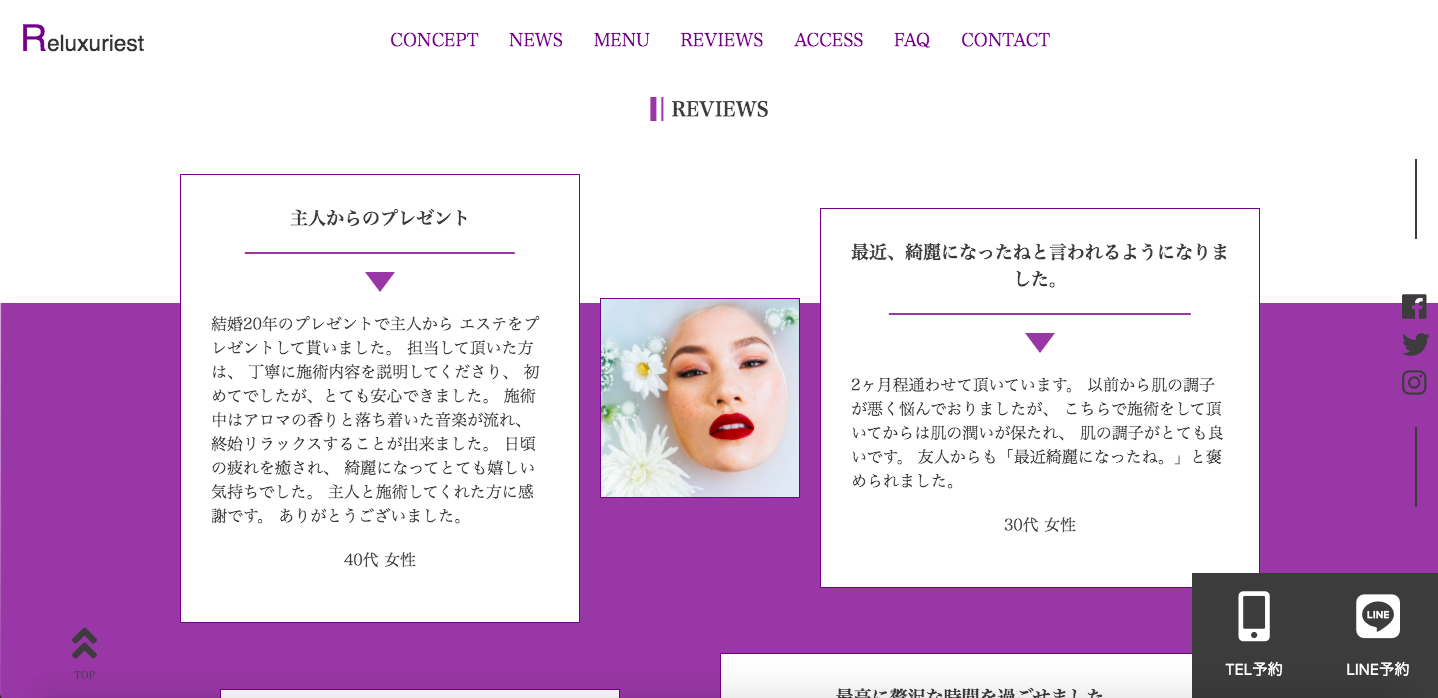 Reluxuriest
CONCEPT NEWS MENU REVIEWS ACCESS FAQ CONTACT
REVIEWS
主人からのプレゼント
結婚20年のプレゼントで主人から エステをプ
レゼントして貰いました。 担当して頂いた方
は、 丁寧に施術内容を説明してくださり、 初
めてでしたが、とても安心できました。 施術
中はアロマの香りと落ち着いた音楽が流れ、
終始リラックスすることが出来ました。 日頃
の疲れを癒され、 綺麗になってとても嬉しい
気持ちでした。 主人と施術してくれた方に感
謝です。 ありがとうございました。
40代 女性
最近、綺麗になったねと言われるようになりま
した。
2ヶ月程通わせて頂いています。 以前から肌の調子
が悪く悩んでおりましたが、 こちらで施術をして頂
いてからは肌の潤いが保たれ、 肌の調子がとても良
いです。 友人からも「最近綺麗になったね。」と褒
められました。
30代 女性
最高に贅沢な時間を過ごせました
TOP
LINE
TEL予約
LINE予約